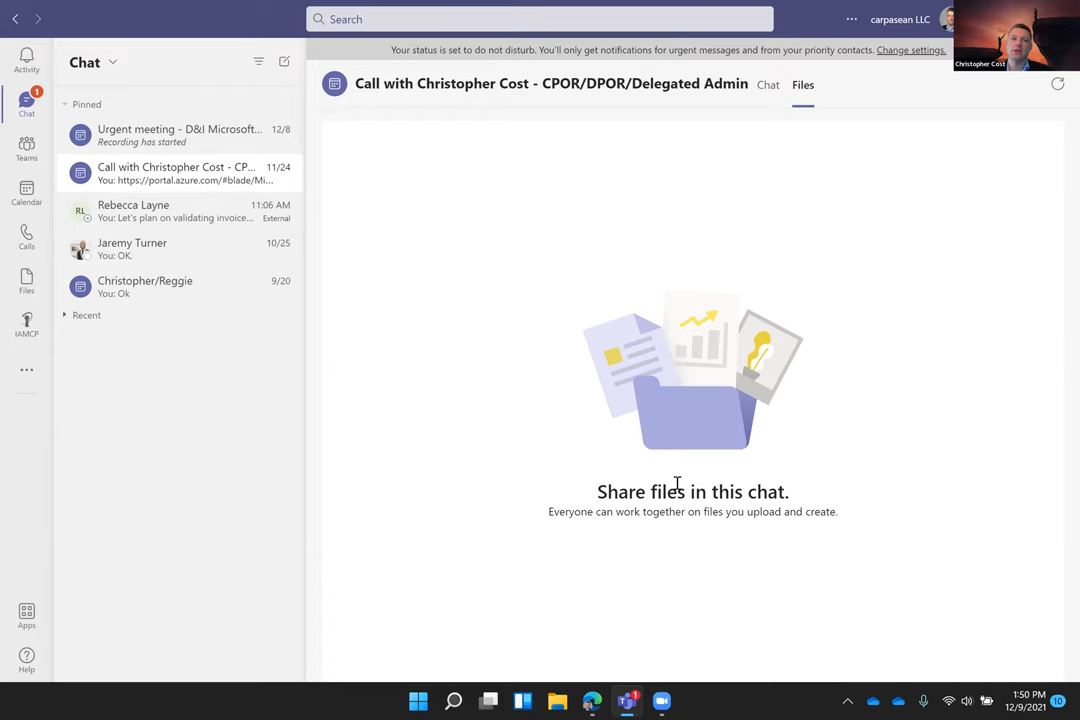 Search
carpasean LLC
Christopher Cost
Your status is set to do not disturb. You'll only get notifications for urgent messages and from your priority contacts. Change settings.
Activity
1
Chat
Teams
Calendar
Calls
Files
IAMCP
Apps
Help
Chat
Pinned
Urgent meeting - D&I Microsoft... 12/8
Recording has started
Call with Christopher Cost - CP... 11/24
You: https://portal.azure.com/#blade/Mi...
RL
Rebecca Layne 11:06 AM
You: Let's plan on validating invoice... External
Jaremy Turner 10/25
You: OK.
Christopher/Reggie 9/20
You: Ok
Recent
Call with Christopher Cost - CPOR/DPOR/Delegated Admin Chat Files
Share files in this chat.
Everyone can work together on files you upload and create.
1
1:50 PM
12/9/2021
10